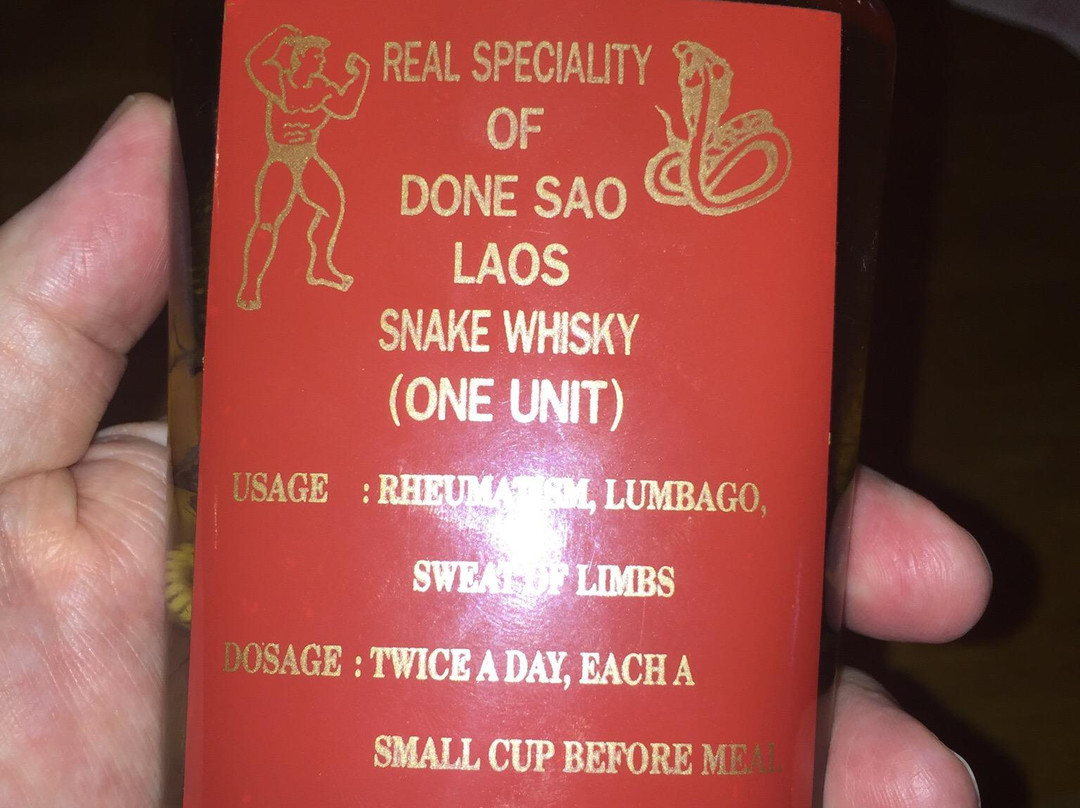 REAL SPECIALITY
OF
DONE SAO
LAOS
SNAKE WHISKY
(ONE UNIT)
USAGE : RHEUMATISM, LUMBAGO,
SWEAT OF LIMBS
DOSAGE : TWICE A DAY, EACH A
SMALL CUP BEFORE MEAL